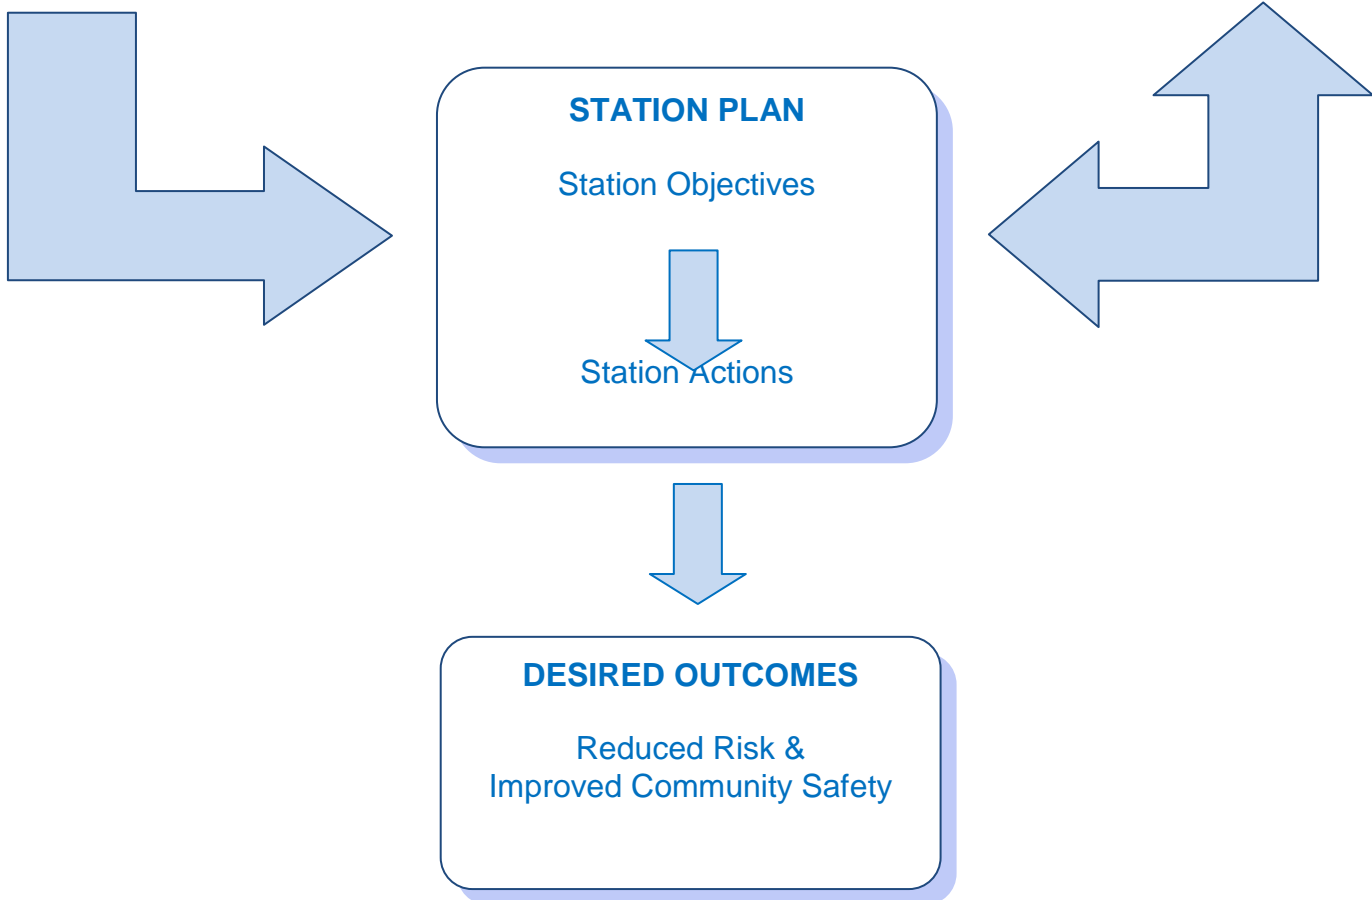 STATION PLAN
Station Objectives
Station Actions
DESIRED OUTCOMES
Reduced Risk &
Improved Community Safety